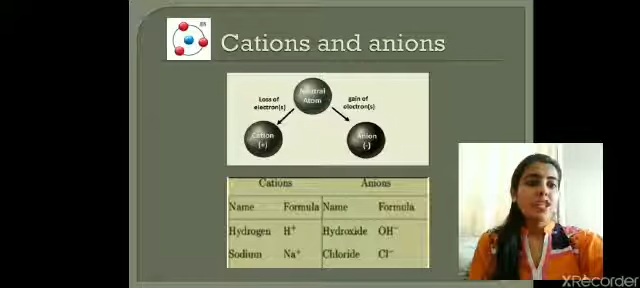 Cations and anions
Loss of electron(s)
Neutral Atom
gain of electron(s)
Cation (+)
Anion (-)
Cations Anions
Name Formula Name Formula
Hydrogen H⁺ Hydroxide OH⁻
Sodium Na⁺ Chloride Cl⁻
XRecorder